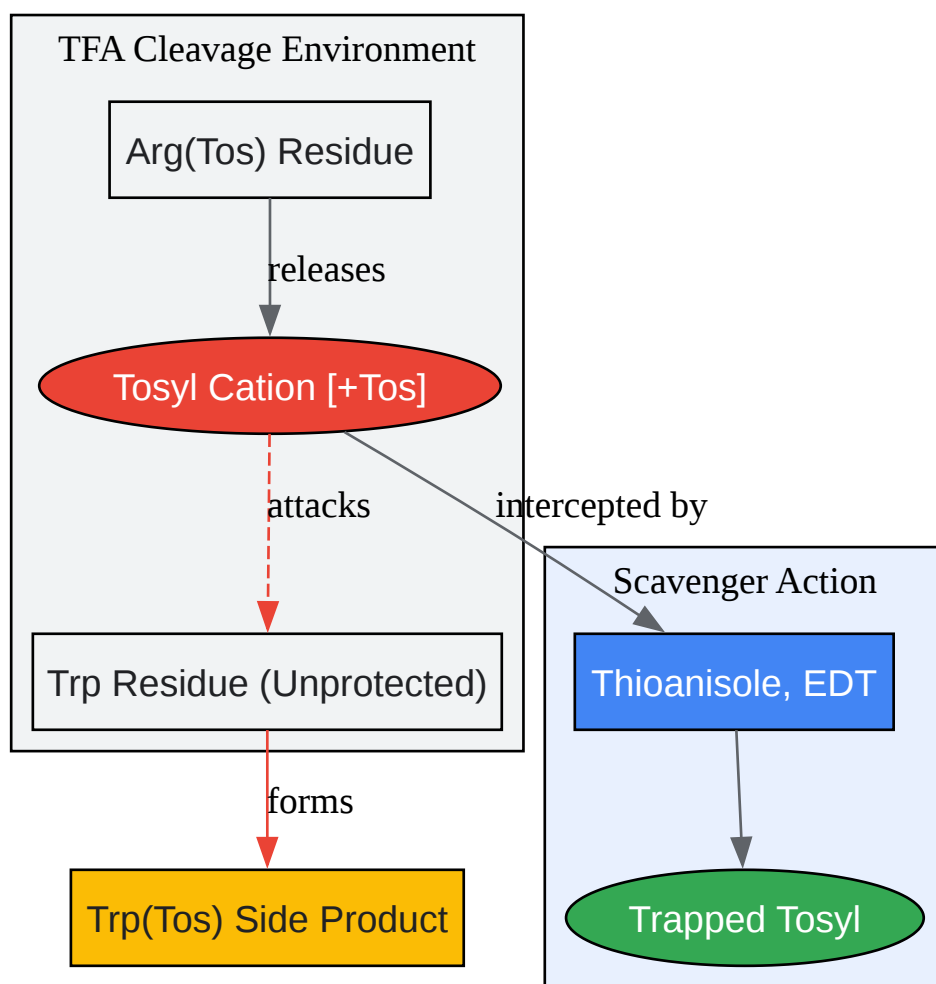 TFA Cleavage Environment
Arg(Tos) Residue
releases
Tosyl Cation [+Tos]
attacks
intercepted by
Scavenger Action
Trp Residue (Unprotected)
Thioanisole, EDT
forms
Trp(Tos) Side Product
Trapped Tosyl